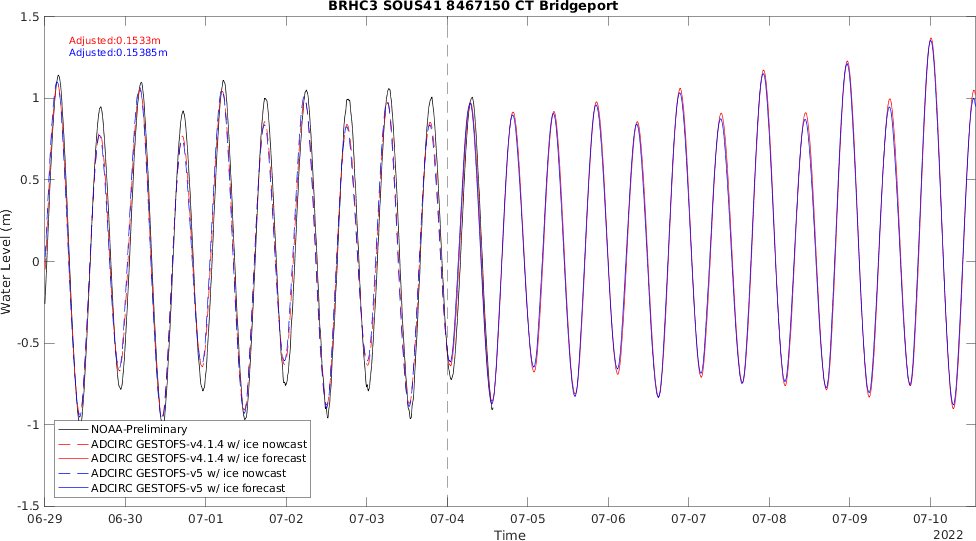 BRHC3 SOUS41 8467150 CT Bridgeport
Adjusted:0.1533m
Adjusted:0.15385m
1.5
1
0.5
0
-0.5
-1
-1.5
Water Level (m)
NOAA-Preliminary
ADCIRC GESTOFS-v4.1.4 w/ ice nowcast
ADCIRC GESTOFS-v4.1.4 w/ ice forecast
ADCIRC GESTOFS-v5 w/ ice nowcast
ADCIRC GESTOFS-v5 w/ ice forecast
06-29 06-30 07-01 07-02 07-03 07-04 07-05 07-06 07-07 07-08 07-09 07-10
Time
2022